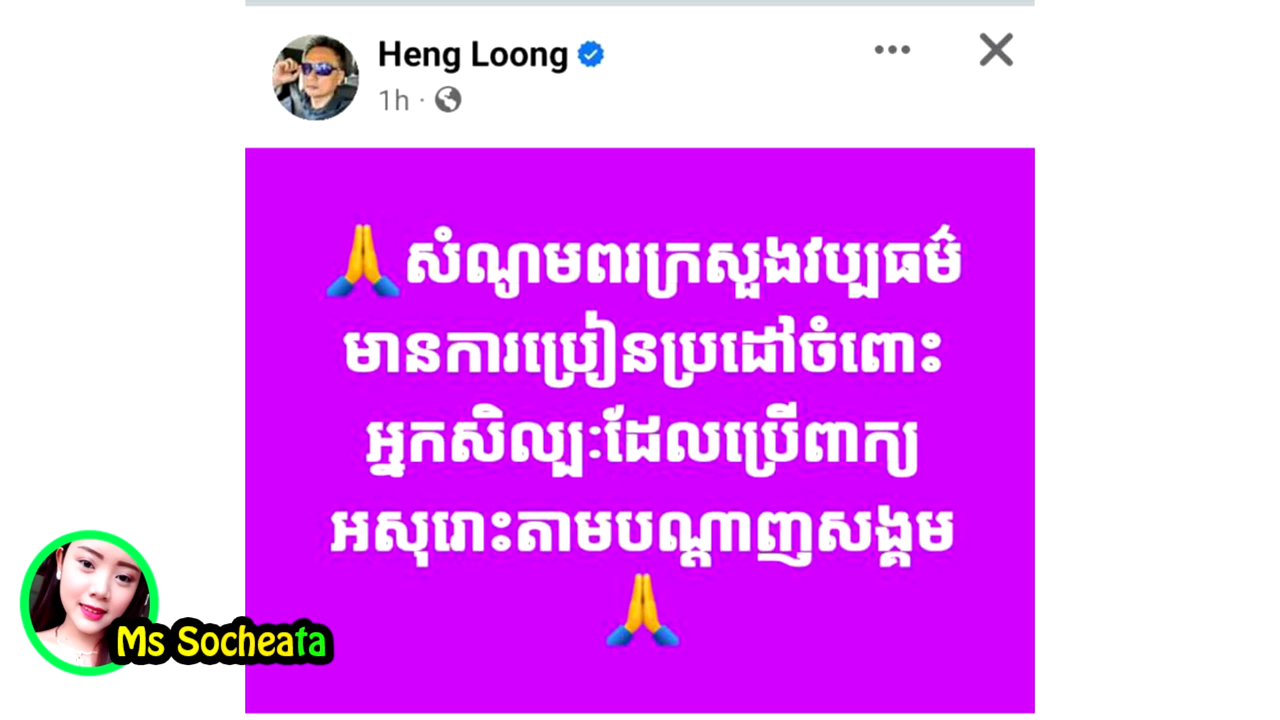 Heng Loong
1h ·
🙏សំណូមពរក្រសួងវប្បធម៌
មានការប្រៀនប្រដៅចំពោះ
អ្នកសិល្បៈដែលប្រើពាក្យ
អសុរោះតាមបណ្ដាញសង្គម
🙏
Ms Socheata